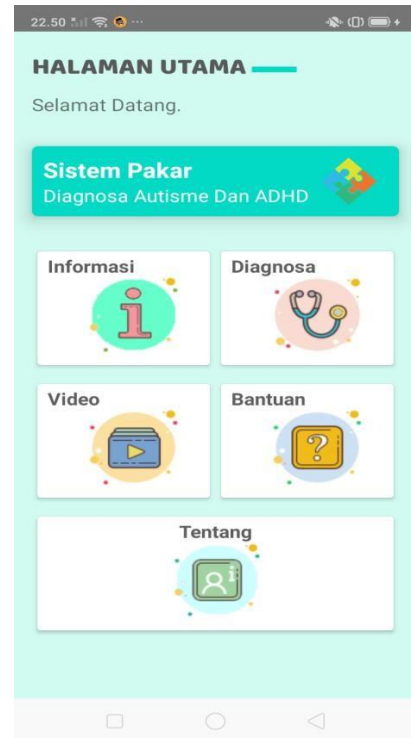 22.50
HALAMAN UTAMA
Selamat Datang.
Sistem Pakar
Diagnosa Autisme Dan ADHD
Informasi
Diagnosa
Video
Bantuan
Tentang